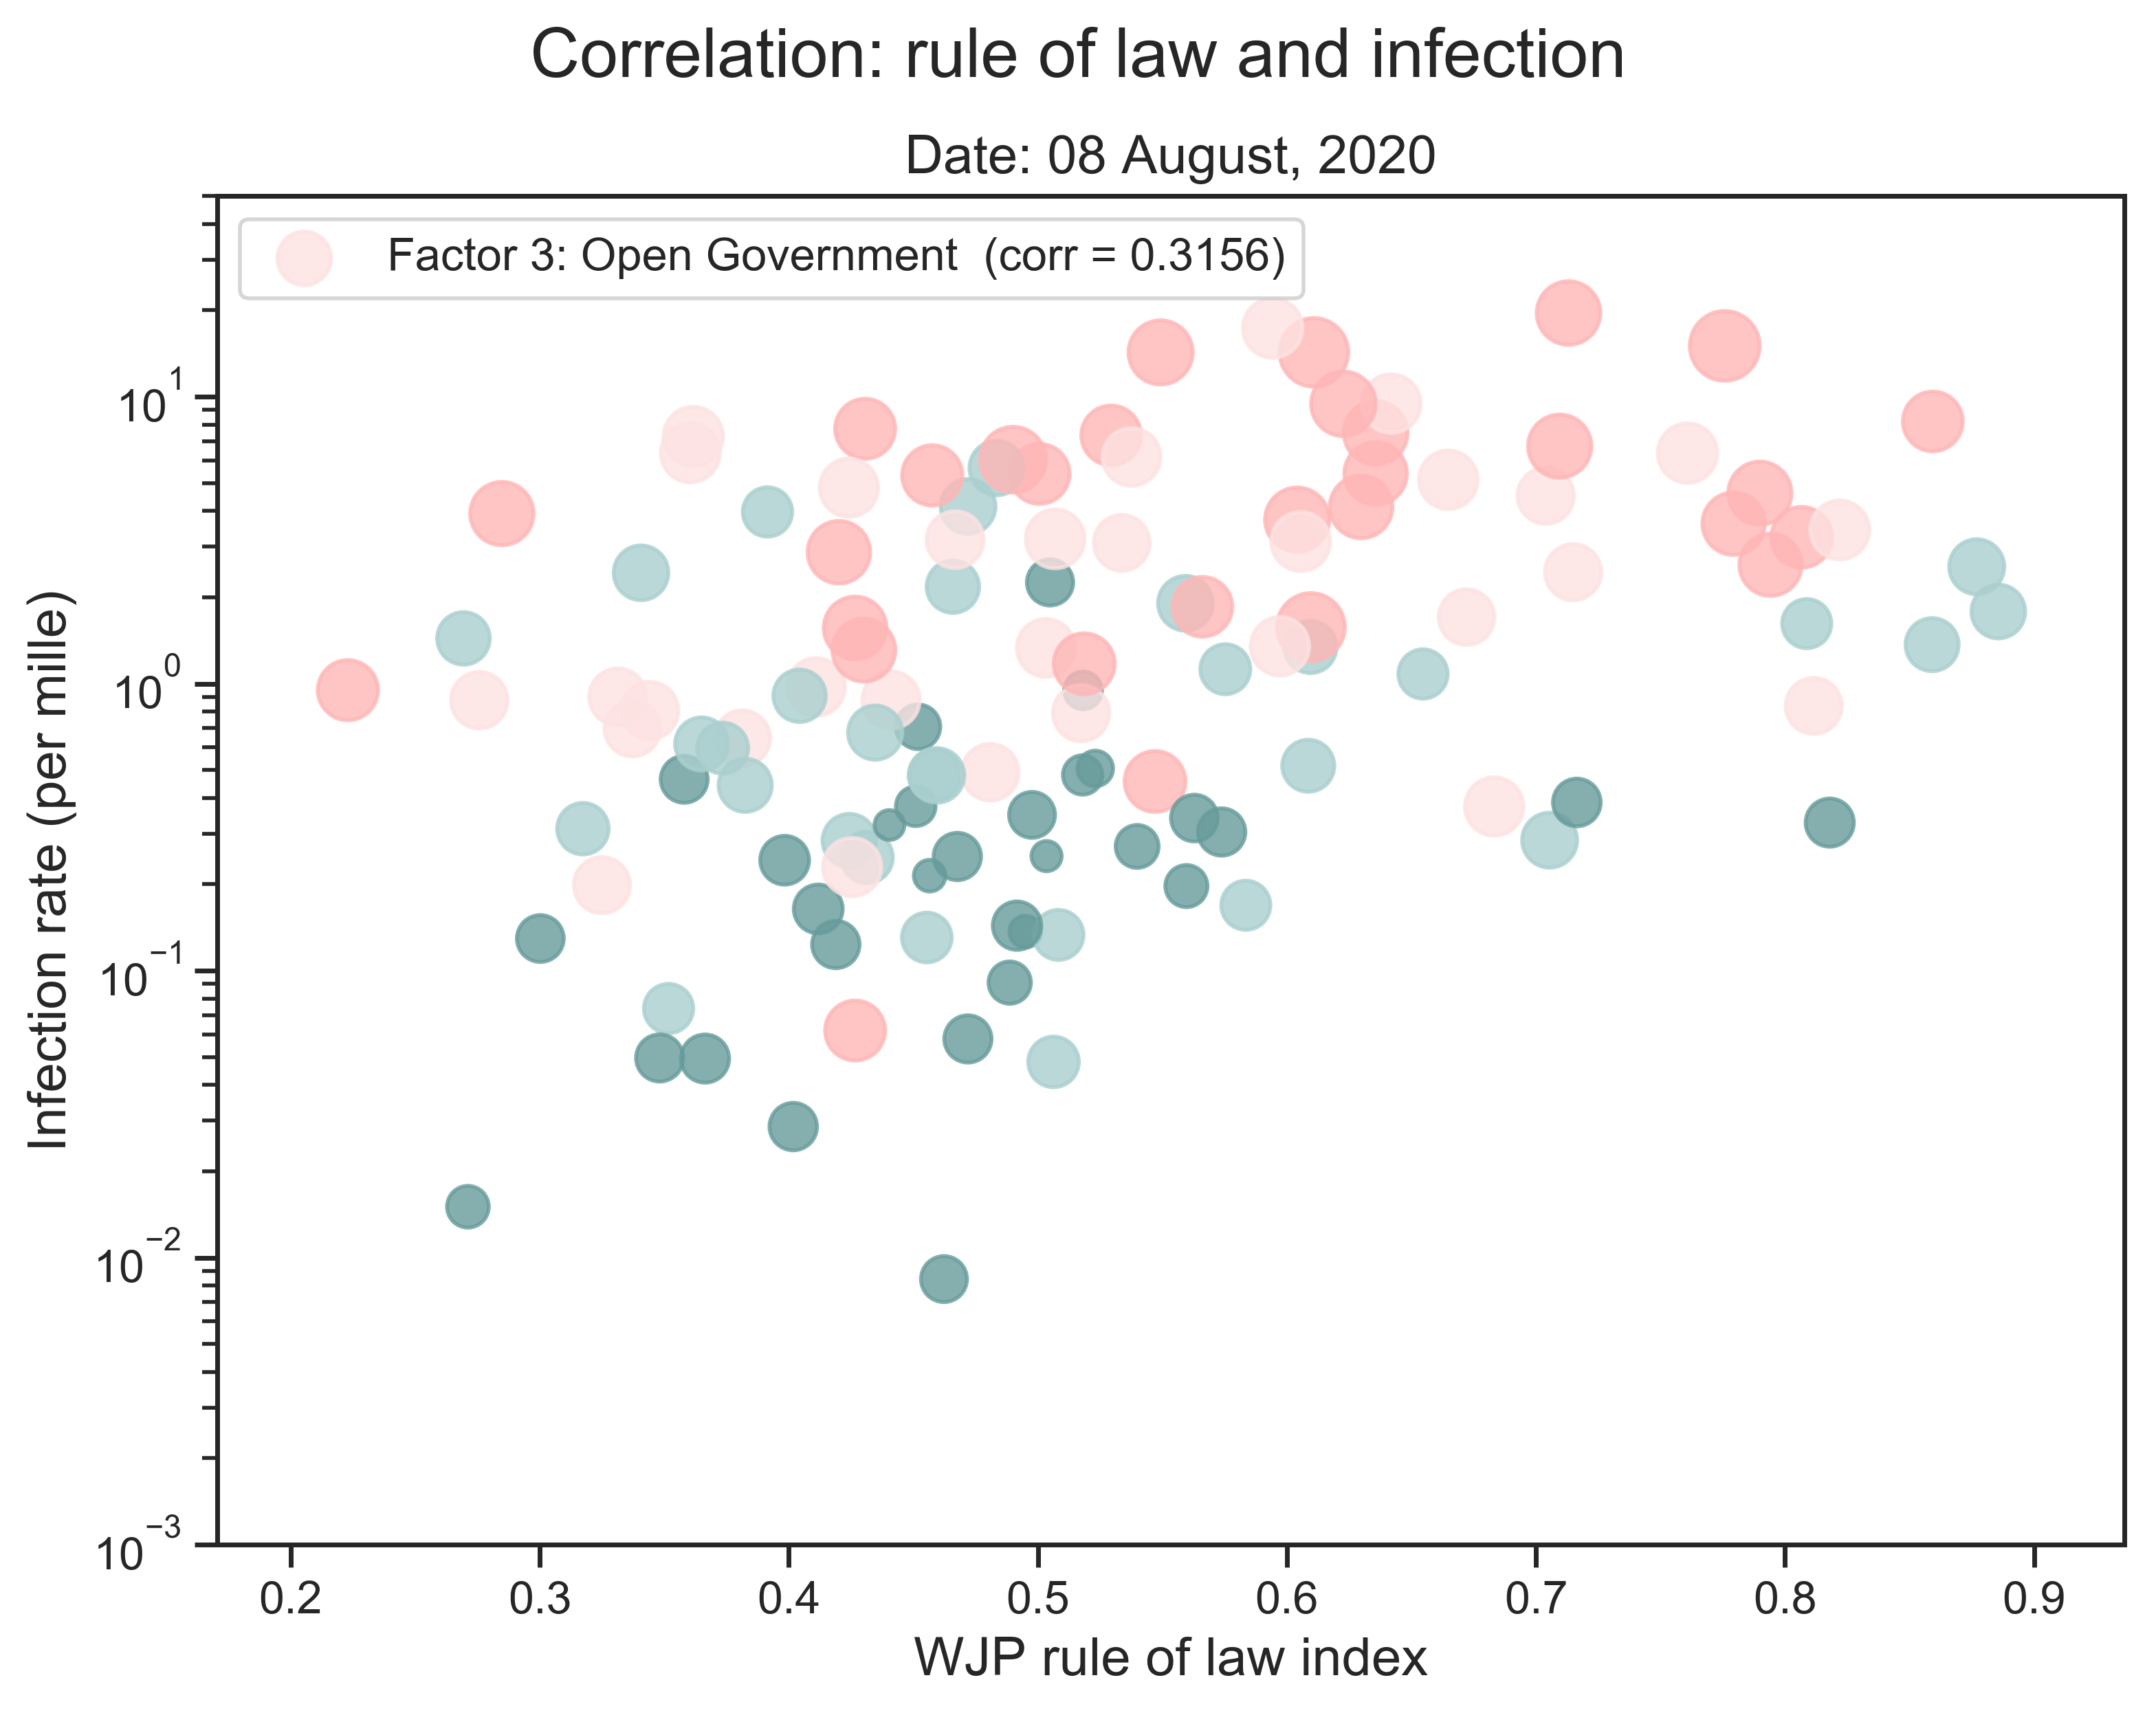 Correlation: rule of law and infection
Date: 08 August, 2020
Factor 3: Open Government (corr = 0.3156)
Infection rate (per mille)
10^1
10^0
10^−1
10^−2
10^−3
0.2 0.3 0.4 0.5 0.6 0.7 0.8 0.9
WJP rule of law index